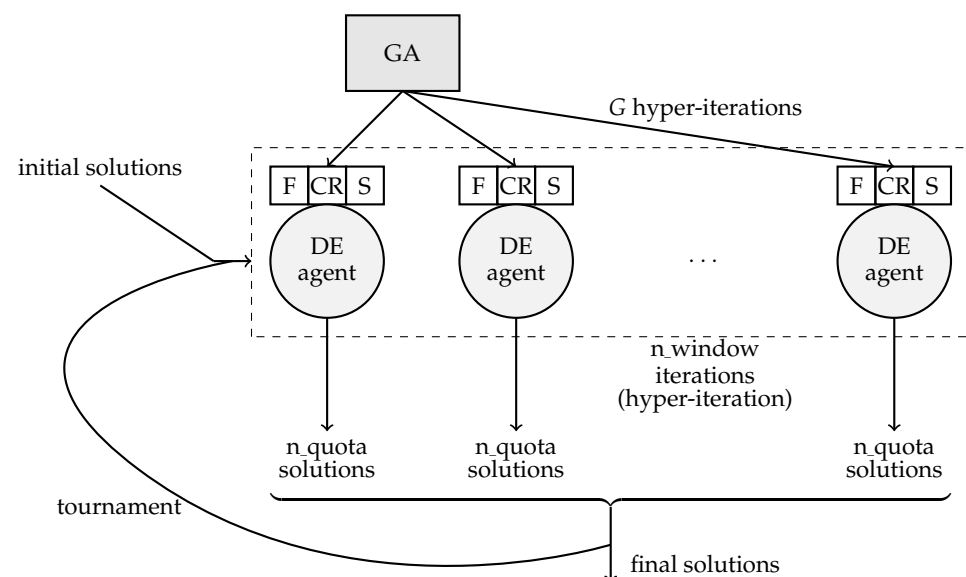 GA
G hyper-iterations
initial solutions
F CR S
F CR S
F CR S
DE
agent
DE
agent
. . .
DE
agent
n_window
iterations
(hyper-iteration)
n_quota
solutions
n_quota
solutions
n_quota
solutions
tournament
final solutions